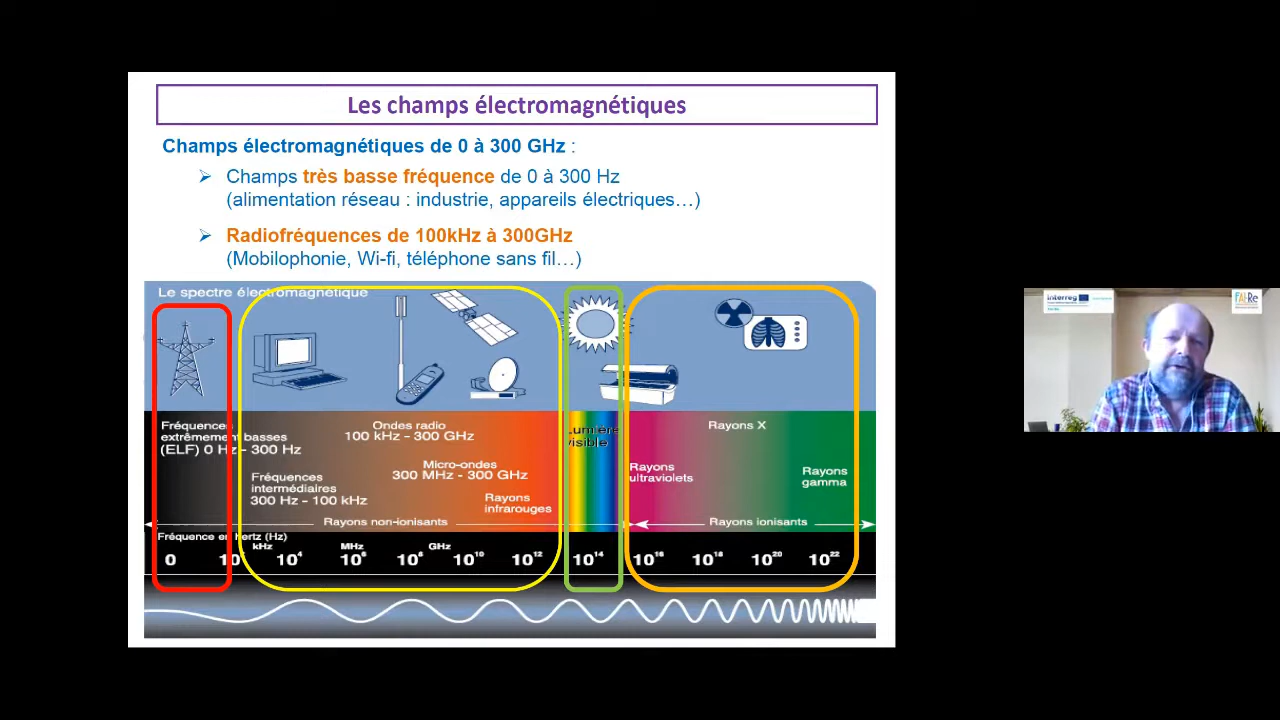 Les champs électromagnétiques
Champs électromagnétiques de 0 à 300 GHz :
Champs très basse fréquence de 0 à 300 Hz
(alimentation réseau : industrie, appareils électriques…)
Radiofréquences de 100kHz à 300GHz
(Mobilophonie, Wi-fi, téléphone sans fil…)
Le spectre électromagnétique
Fréquences
extrêmement basses
(ELF) 0 Hz - 300 Hz
Fréquences
intermédiaires
300 Hz - 100 kHz
Ondes radio
100 kHz - 300 GHz
Micro-ondes
300 MHz - 300 GHz
Rayons
infrarouges
Lumière
visible
Rayons
ultraviolets
Rayons X
Rayons
gamma
Rayons non-ionisants
Rayons ionisants
Fréquence en hertz (Hz)
kHz MHz GHz
0 10⁴ 10⁶ 10⁸ 10¹⁰ 10¹² 10¹⁴ 10¹⁶ 10¹⁸ 10²⁰ 10²²
Interreg
FAIRe